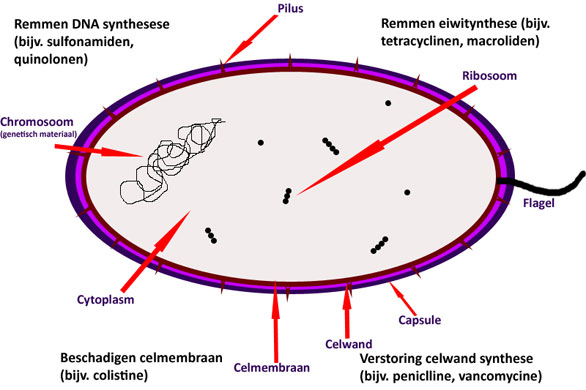 Remmen DNA synthesese
(bijv. sulfonamiden,
quinolonen)
Pilus
Remmen eiwitynthese (bijv.
tetracyclinen, macroliden)
Ribosoom
Chromosoom
(genetisch materiaal)
Flagel
Cytoplasm
Capsule
Celwand
Celmembraan
Beschadigen celmembraan
(bijv. colistine)
Verstoring celwand synthese
(bijv. penicllne, vancomycine)